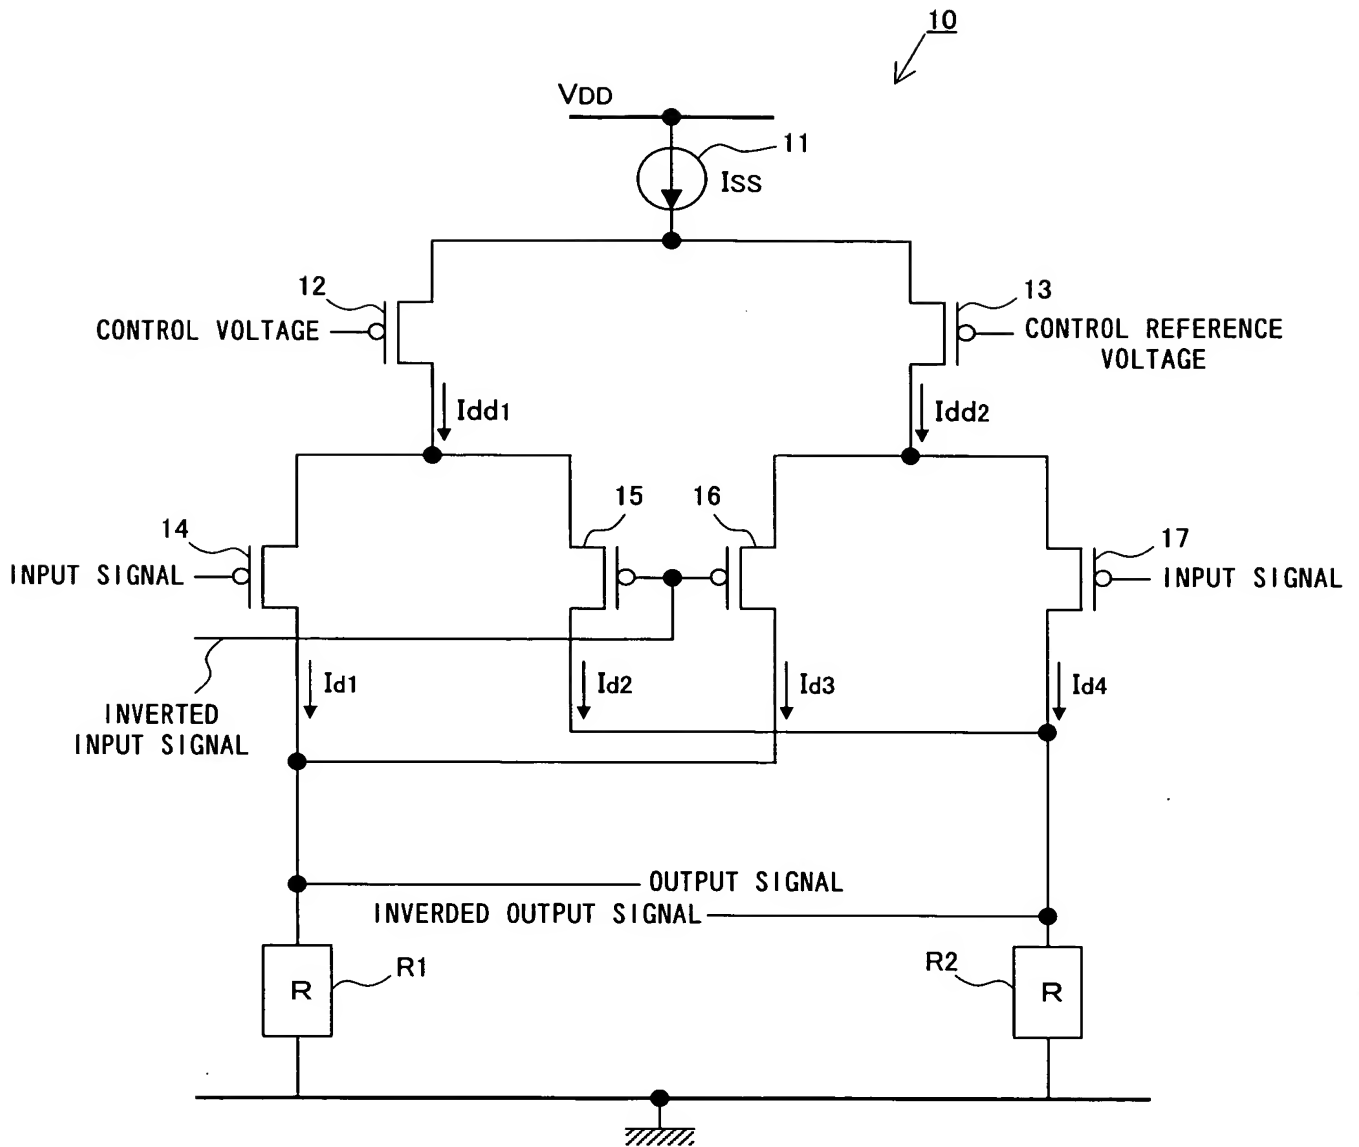 10
VDD
11
ISS
12
13
CONTROL VOLTAGE
CONTROL REFERENCE
VOLTAGE
Idd1
Idd2
14
15
16
17
INPUT SIGNAL
INPUT SIGNAL
Id1
Id2
Id3
Id4
INVERTED
INPUT SIGNAL
OUTPUT SIGNAL
INVERDED OUTPUT SIGNAL
R1
R2
R
R